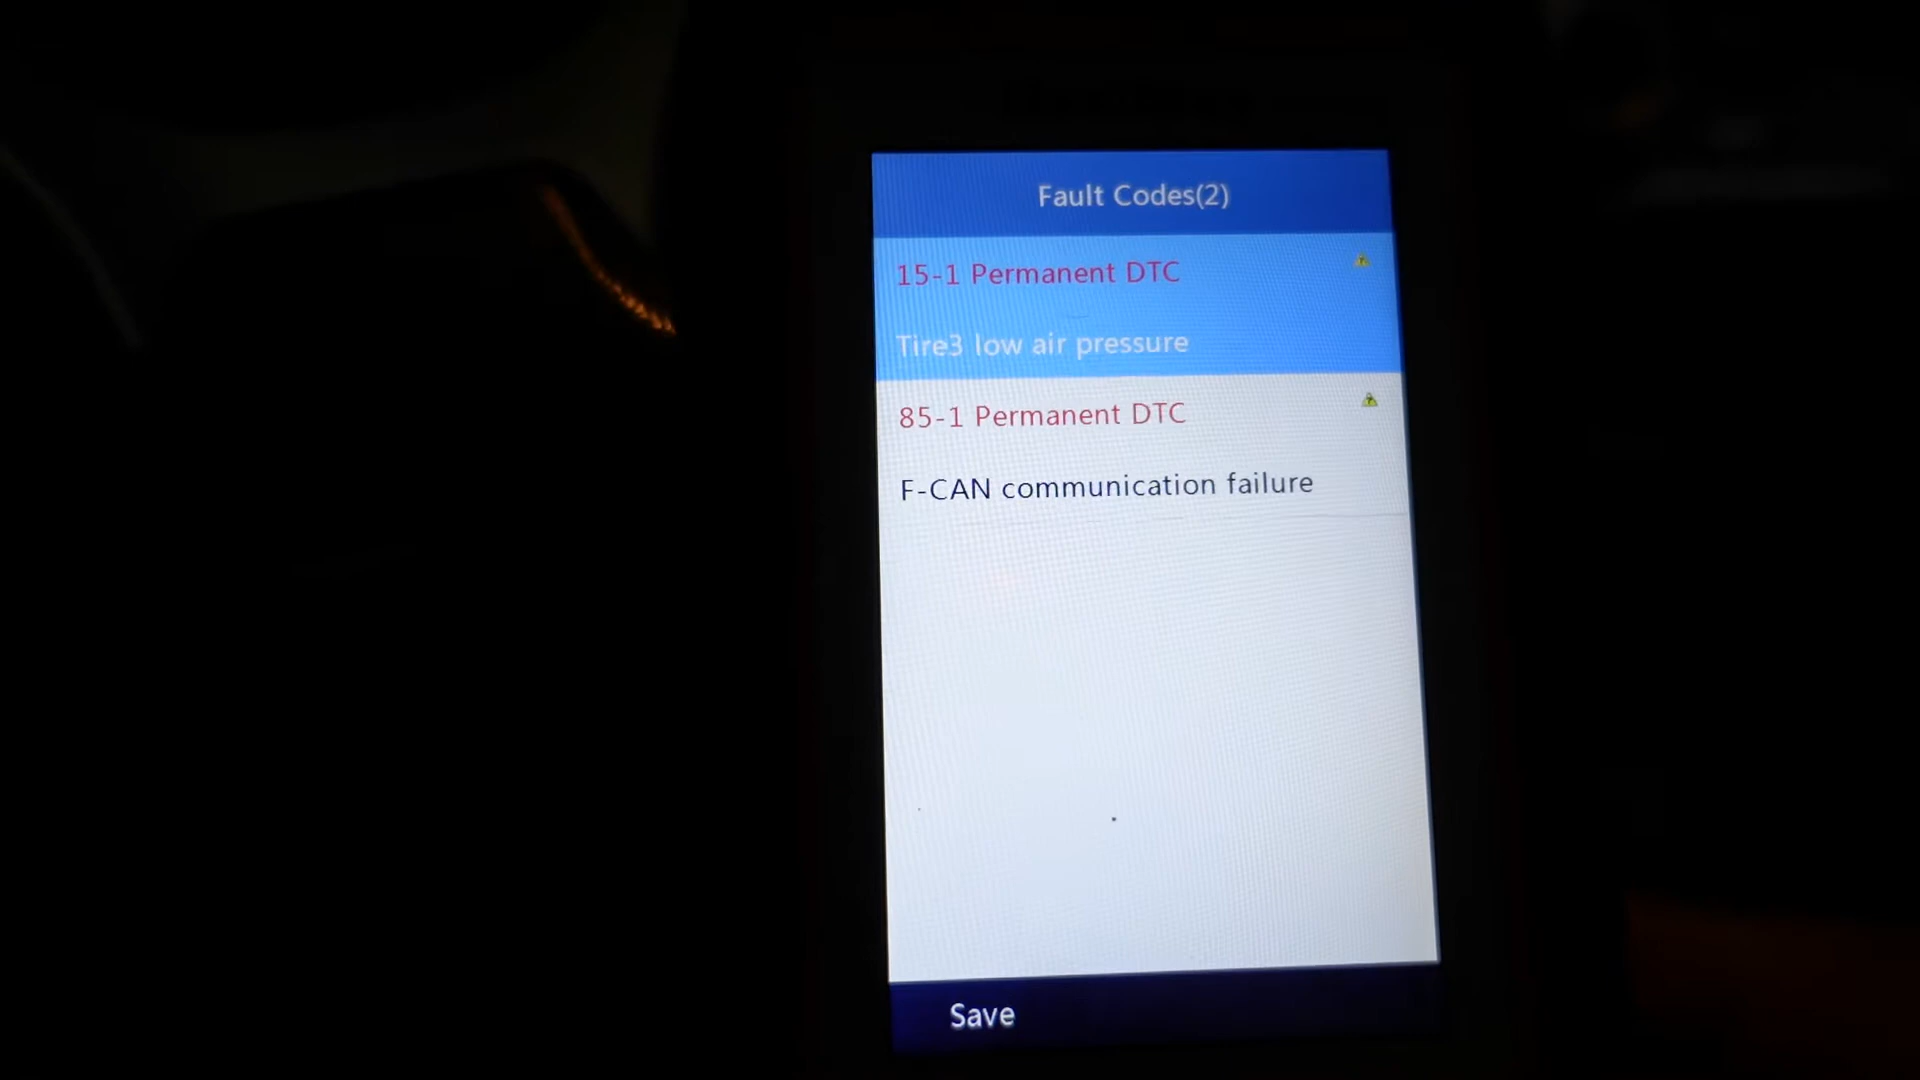 Fault Codes(2)
15-1 Permanent DTC
Tire3 low air pressure
85-1 Permanent DTC
F-CAN communication failure
Save